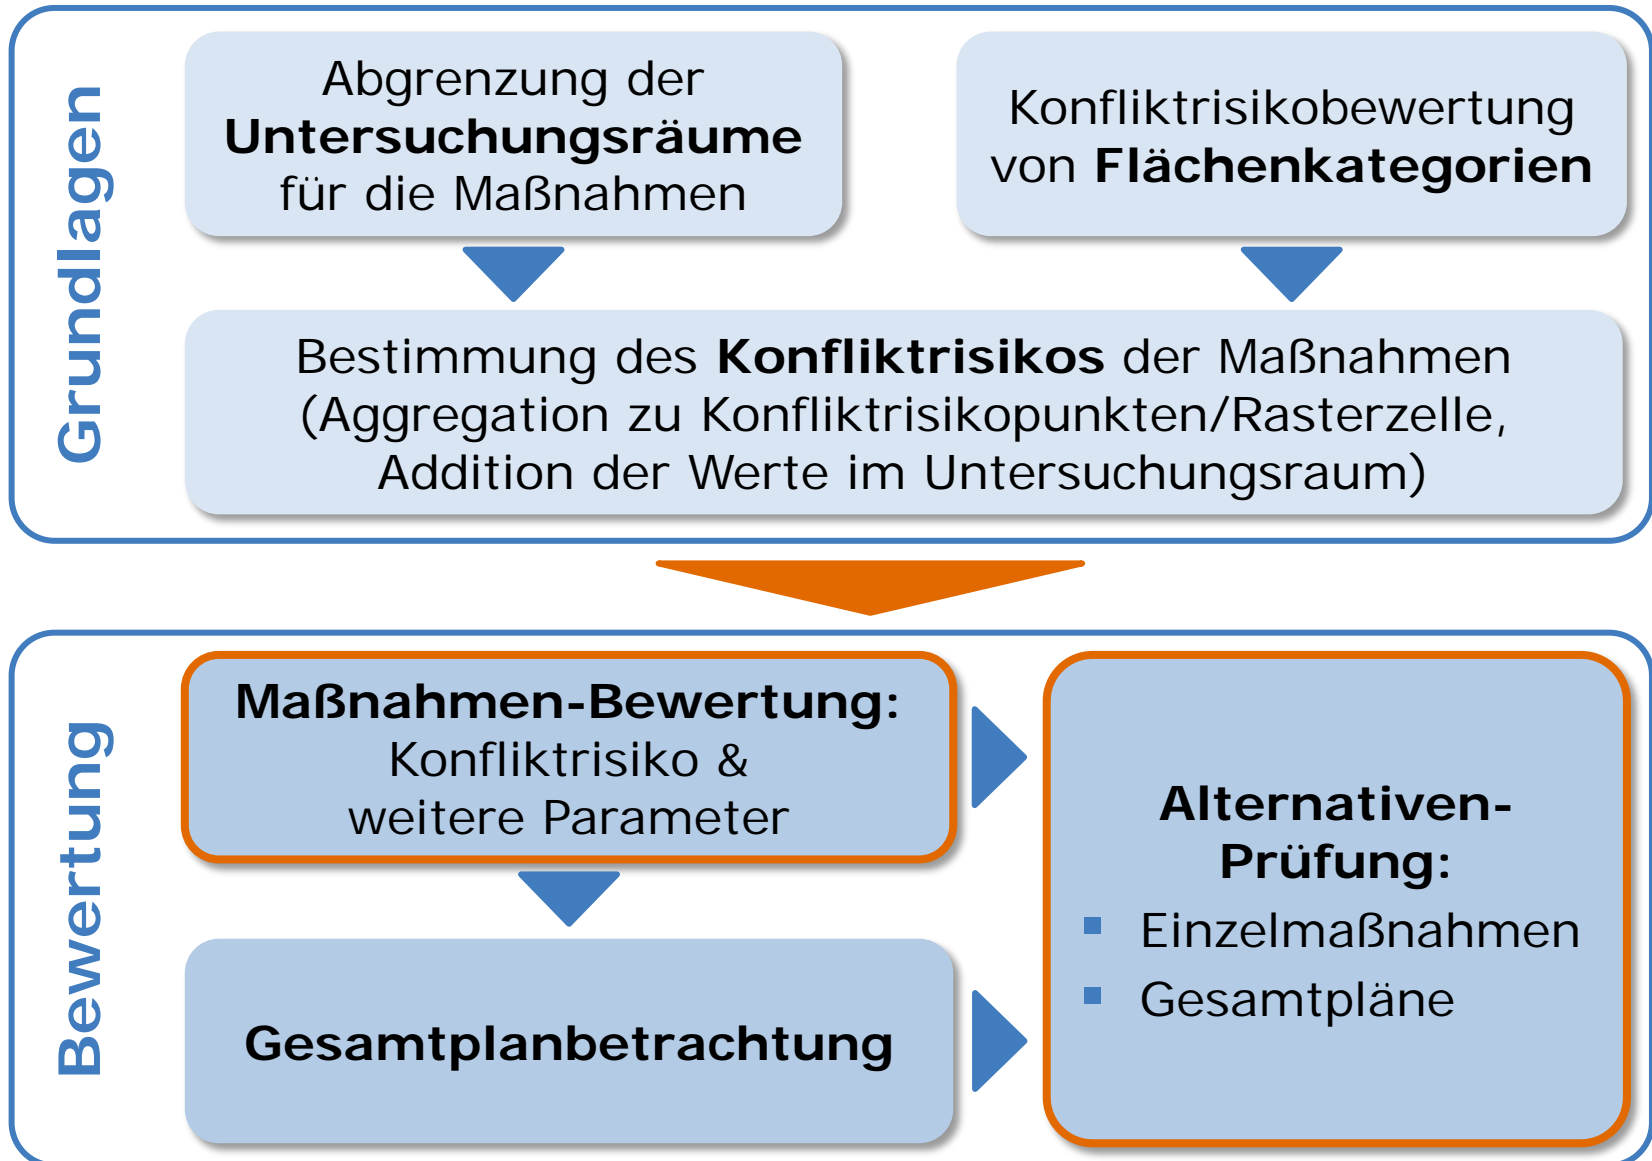 Grundlagen
Abgrenzung der
Untersuchungsräume
für die Maßnahmen
Konfliktrisikobewertung
von Flächenkategorien
Bestimmung des Konfliktrisikos der Maßnahmen
(Aggregation zu Konfliktrisikopunkten/Rasterzelle,
Addition der Werte im Untersuchungsraum)
Bewertung
Maßnahmen-Bewertung:
Konfliktrisiko &
weitere Parameter
Gesamtplanbetrachtung
Alternativen-
Prüfung:
▪ Einzelmaßnahmen
▪ Gesamtpläne